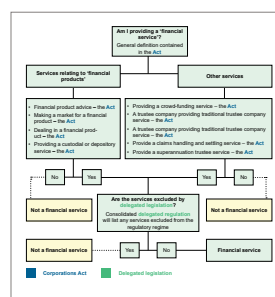 Am I providing a 'financial
service'?
General definition contained
in the Act
Services relating to 'financial
products'
Other services
• Financial product advice – the Act
• Making a market for a financial
product – the Act
• Dealing in a financial prod-
uct – the Act
• Providing a custodial or depository
service – the Act
• Providing a crowd-funding service – the Act
• A trustee company providing traditional trustee company
service – the Act
• A trustee company providing traditional trustee company
service – the Act
• Provide a claims handling and settling service – the Act
• Provide a superannuation trustee service – the Act
No
Yes
Yes
No
Not a financial service
Are the services excluded by
delegated legislation?
Consolidated delegated regulation
will list any services excluded from the
regulatory regime
Not a financial service
Not a financial service
Yes
No
Financial service
Corporations Act
Delegated legislation